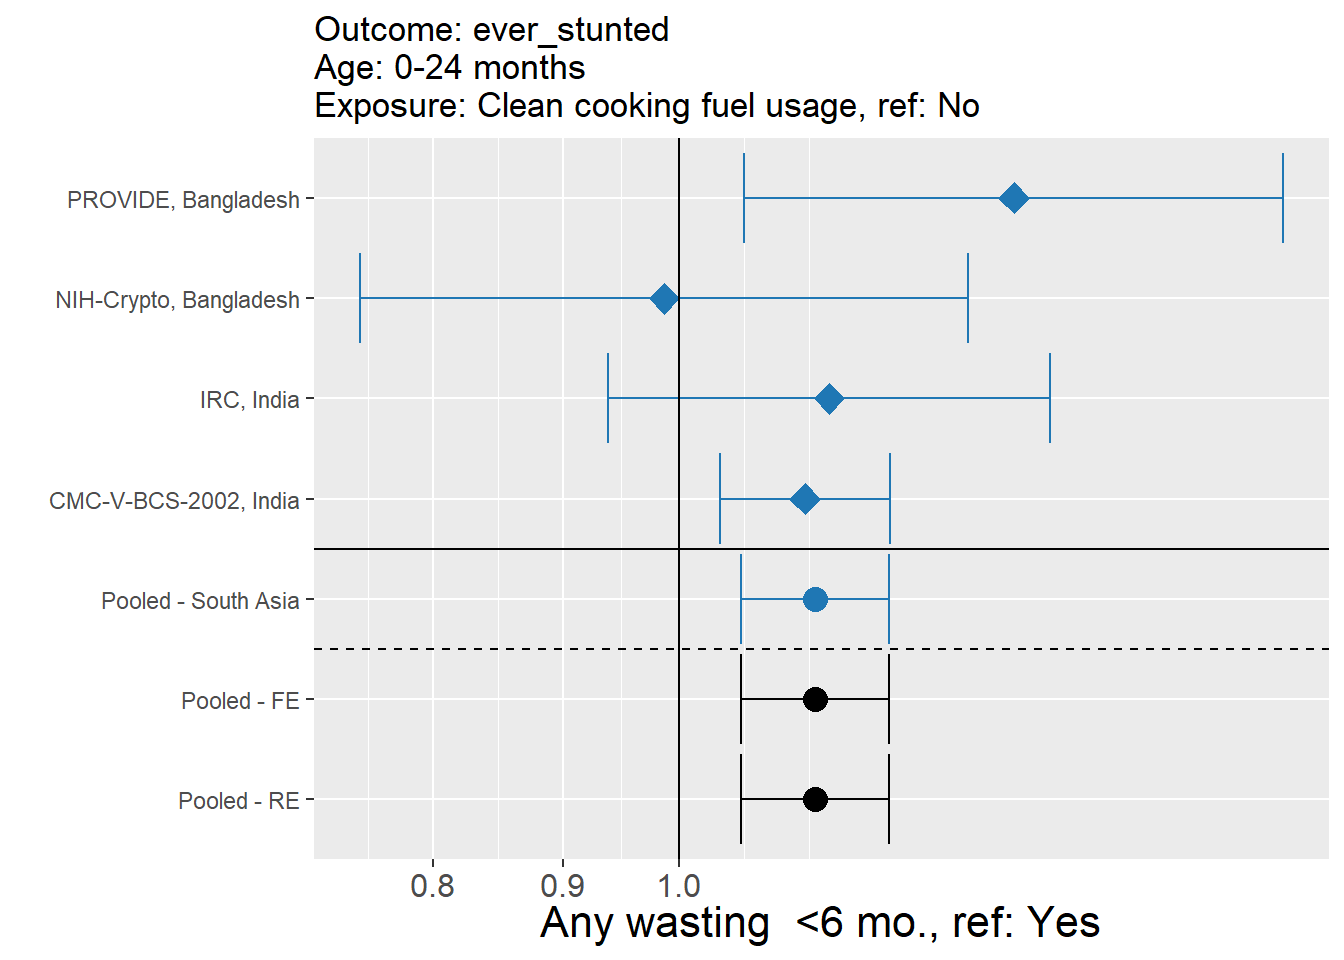 Outcome: ever_stunted
Age: 0-24 months
Exposure: Clean cooking fuel usage, ref: No
PROVIDE, Bangladesh
NIH-Crypto, Bangladesh
IRC, India
CMC-V-BCS-2002, India
Pooled - South Asia
Pooled - FE
Pooled - RE
0.8 0.9 1.0
Any wasting  <6 mo., ref: Yes